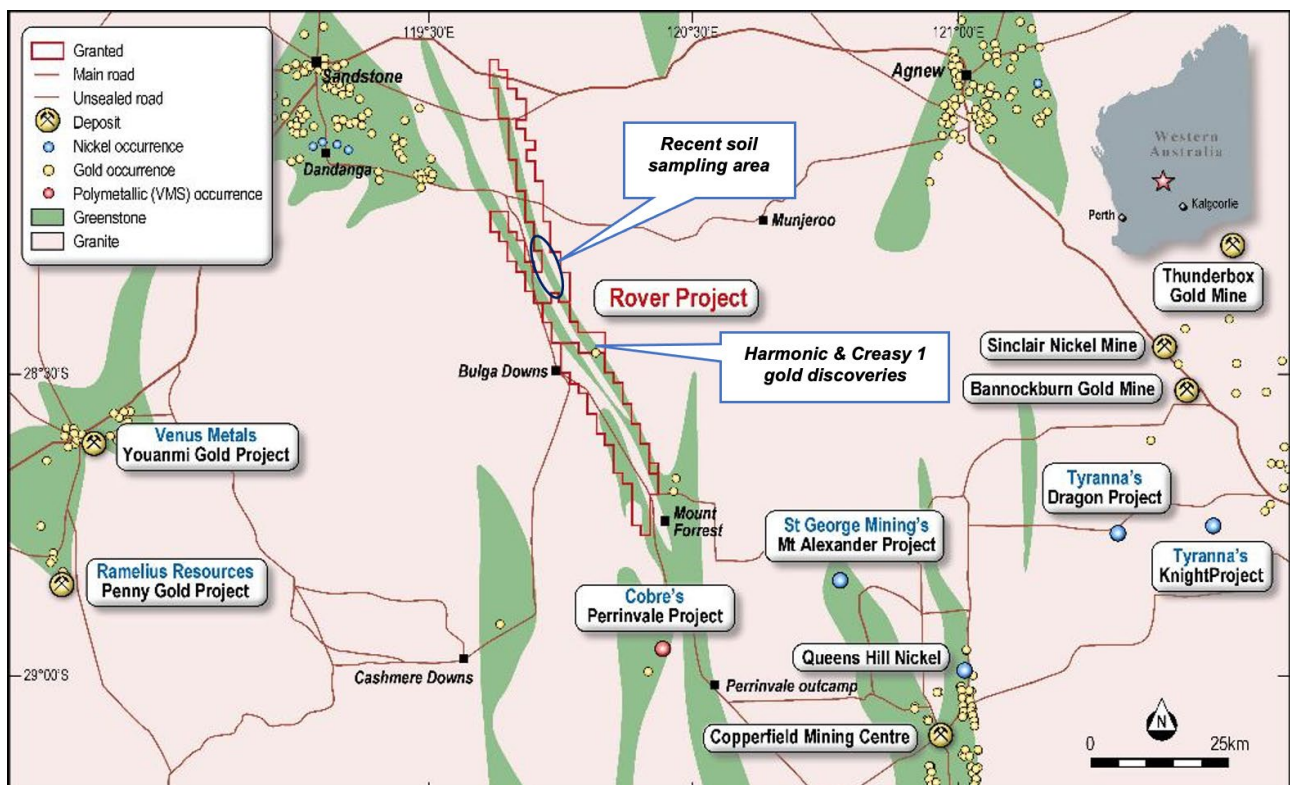 119°30'E
120°30'E
121°00'E
Granted
Main road
Unsealed road
Deposit
Nickel occurrence
Gold occurrence
Polymetallic (VMS) occurrence
Greenstone
Granite
Sandstone
Dandanga
Agnew
Recent soil
sampling area
Munjeroo
Western
Australia
Perth
Kalgoorlie
Thunderbox
Gold Mine
Rover Project
Harmonic & Creasy 1
gold discoveries
Sinclair Nickel Mine
Bannockburn Gold Mine
28°30'S
Bulga Downs
Venus Metals
Youanmi Gold Project
Tyranna's
Dragon Project
Mount
Forrest
St George Mining's
Mt Alexander Project
Tyranna's
KnightProject
Ramelius Resources
Penny Gold Project
Cobre's
Perrinvale Project
29°00'S
Cashmere Downs
Queens Hill Nickel
Perrinvale outcamp
Copperfield Mining Centre
N
0
25km